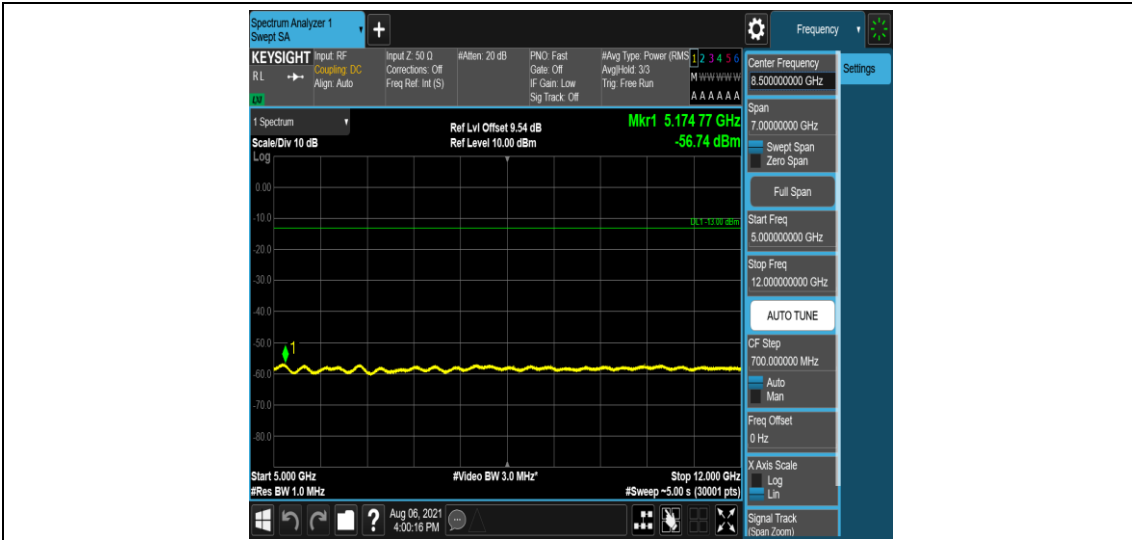 Spectrum Analyzer 1
Swept SA
Frequency
KEYSIGHT
RL
LXI
Input: RF
Coupling: DC
Align: Auto
Input Z: 50 Ω
Corrections: Off
Freq Ref: Int (S)
#Atten: 20 dB
PNO: Fast
Gate: Off
IF Gain: Low
Sig Track: Off
#Avg Type: Power (RMS
Avg|Hold: 3/3
Trig: Free Run
1 2 3 4 5 6
M W W W W W
A A A A A A
1 Spectrum
Scale/Div 10 dB
Log
Ref Lvl Offset 9.54 dB
Ref Level 10.00 dBm
Mkr1 5.174 77 GHz
-56.74 dBm
0.00
-10.0
DL1 -13.00 dBm
-20.0
-30.0
-40.0
-50.0
1
-60.0
-70.0
-80.0
Start 5.000 GHz
#Res BW 1.0 MHz
#Video BW 3.0 MHz*
Stop 12.000 GHz
#Sweep ~5.00 s (30001 pts)
Aug 06, 2021
4:00:16 PM
Center Frequency
8.500000000 GHz
Settings
Span
7.00000000 GHz
Swept Span
Zero Span
Full Span
Start Freq
5.000000000 GHz
Stop Freq
12.000000000 GHz
AUTO TUNE
CF Step
700.000000 MHz
Auto
Man
Freq Offset
0 Hz
X Axis Scale
Log
Lin
Signal Track
(Span Zoom)